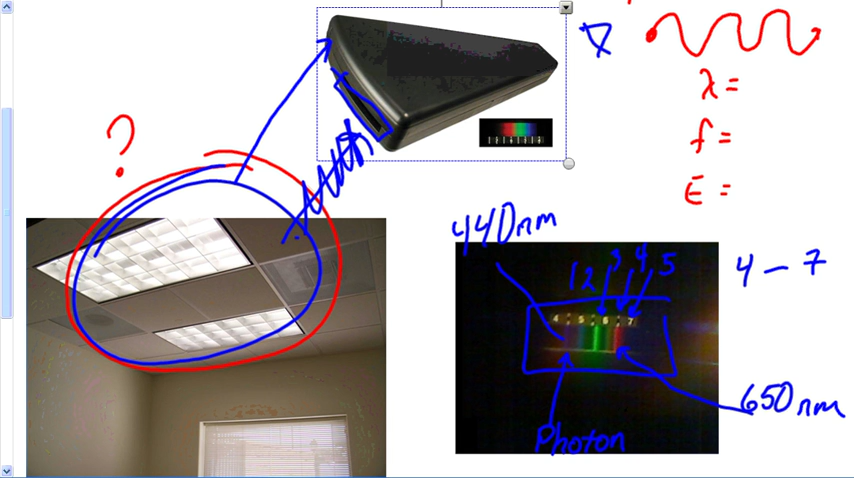 ?
λ =
f =
E =
440nm
1 2 3 4 5
4 – 7
4 5 6 7
650nm
Photon